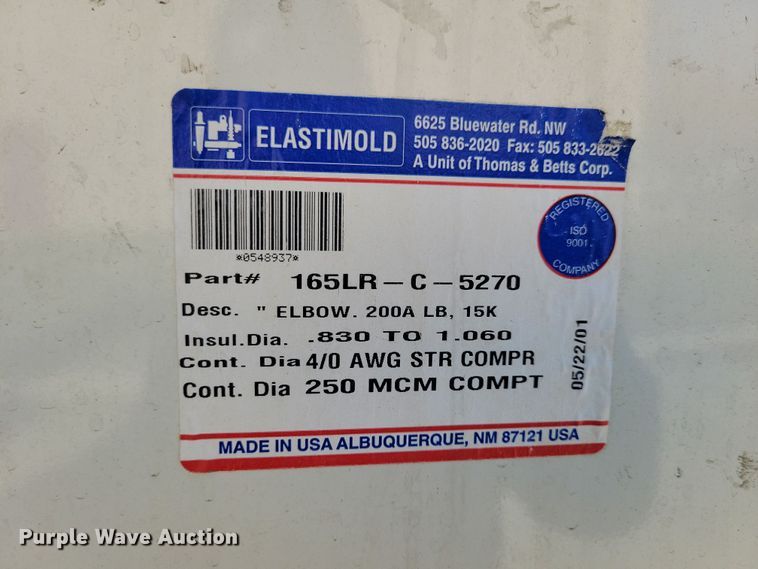 ELASTIMOLD
6625 Bluewater Rd. NW
505 836-2020 Fax: 505 833-2622
A Unit of Thomas & Betts Corp.
*0548937*
REGISTERED
ISO
9001
COMPANY
Part# 165LR-C-5270
Desc. " ELBOW. 200A LB, 15K
Insul.Dia. .830 TO 1.060
Cont. Dia 4/0 AWG STR COMPR
Cont. Dia 250 MCM COMPT
05/22/01
MADE IN USA ALBUQUERQUE, NM 87121 USA
Purple Wave Auction